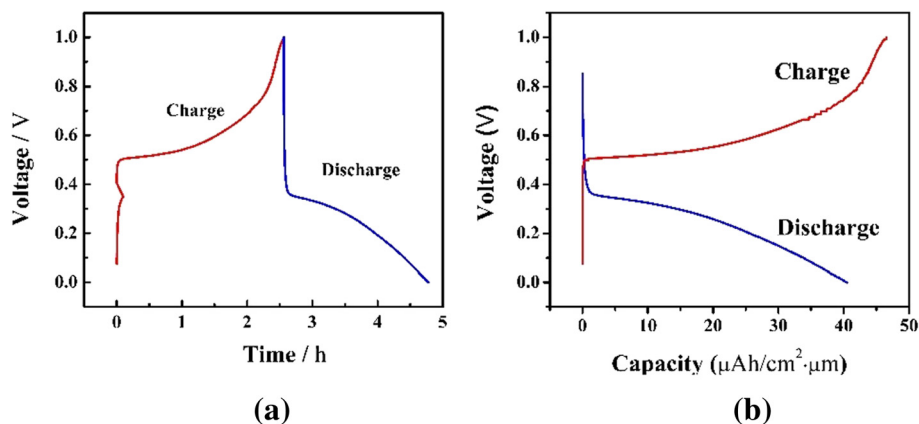 Voltage / V
1.0
0.8
0.6
0.4
0.2
0.0
Charge
Discharge
0 1 2 3 4 5
Time / h
(a)
Voltage (V)
1.0
0.8
0.6
0.4
0.2
0.0
Charge
Discharge
0 10 20 30 40 50
Capacity (μAh/cm²·μm)
(b)